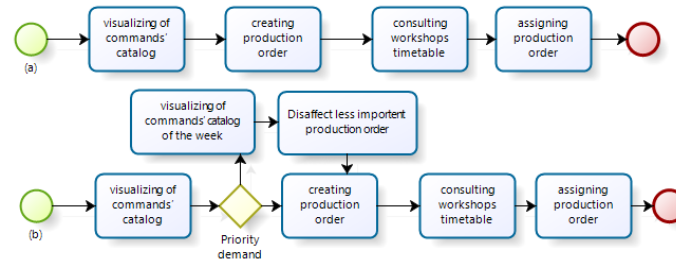 visualizing of
commands'
catalog
creating
production
order
consulting
workshops
timetable
assigning
production
order
(a)
visualizing of
commands' catalog
of the week
Disaffect less importent
production order
visualizing of
commands'
catalog
creating
production
order
consulting
workshops
timetable
assigning
production
order
(b)
Priority
demand